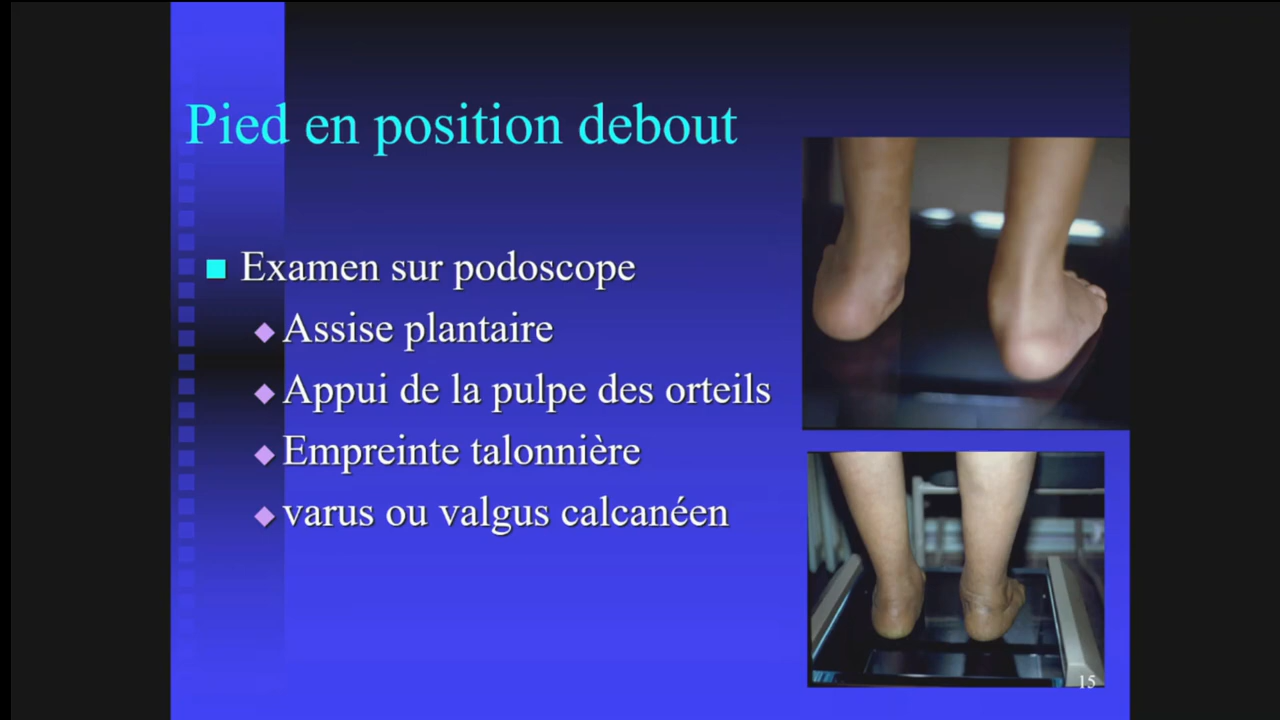 Pied en position debout
Examen sur podoscope
Assise plantaire
Appui de la pulpe des orteils
Empreinte talonnière
varus ou valgus calcanéen
15